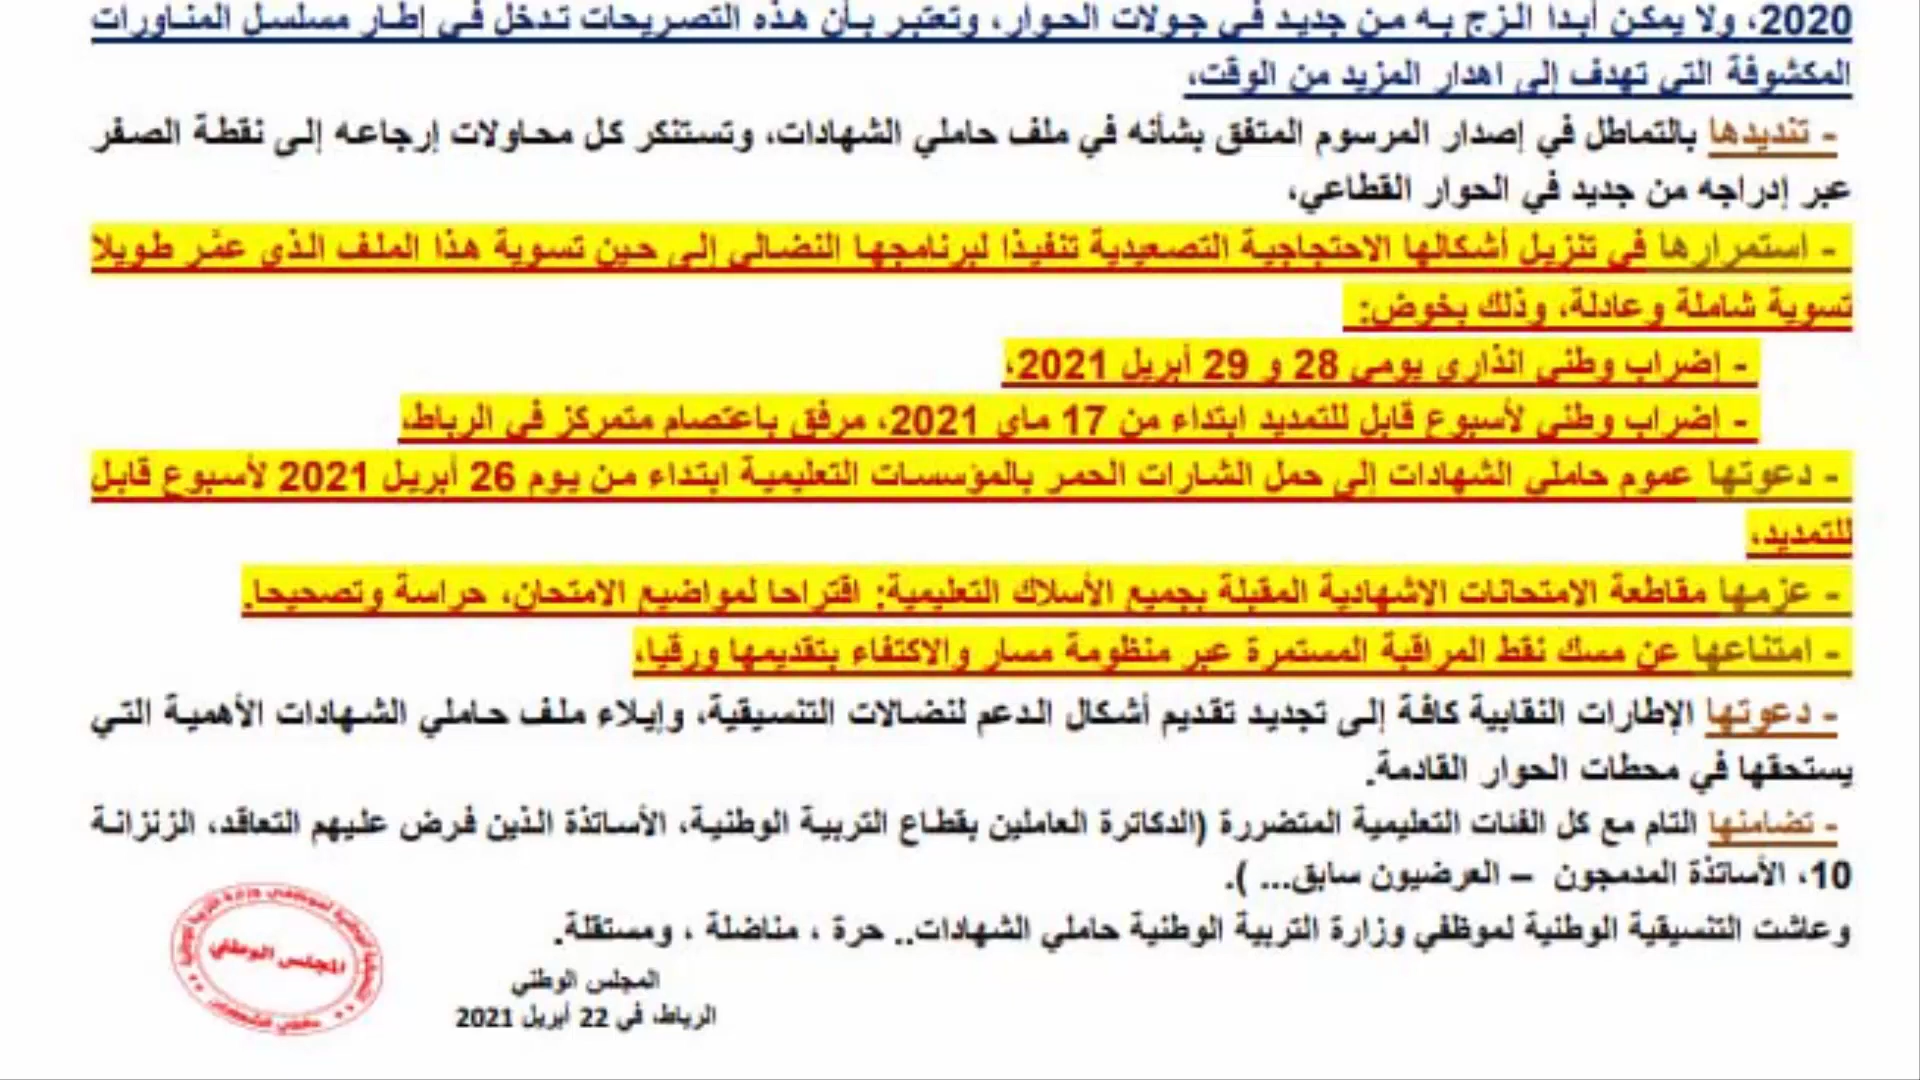 2020، ولا يمكن أبدا الزج به من جديد في جولات الحوار، وتعتبر بأن هذه التصريحات تدخل في إطار مسلسل المناورات
المكشوفة التي تهدف إلى اهدار المزيد من الوقت،
- تنديدها بالتماطل في إصدار المرسوم المتفق بشأنه في ملف حاملي الشهادات، وتستنكر كل محاولات إرجاعه إلى نقطة الصفر
عبر إدراجه من جديد في الحوار القطاعي،
- استمرارها في تنزيل أشكالها الاحتجاجية التصعيدية تنفيذا لبرنامجها النضالي إلى حين تسوية هذا الملف الذي عمّر طويلا
تسوية شاملة وعادلة، وذلك بخوض:
- إضراب وطني انذاري يومي 28 و 29 أبريل 2021،
- إضراب وطني لأسبوع قابل للتمديد ابتداء من 17 ماي 2021، مرفق باعتصام متمركز في الرباط،
- دعوتها عموم حاملي الشهادات إلى حمل الشارات الحمر بالمؤسسات التعليمية ابتداء من يوم 26 أبريل 2021 لأسبوع قابل
للتمديد،
- عزمها مقاطعة الامتحانات الاشهادية المقبلة بجميع الأسلاك التعليمية: اقتراحا لمواضيع الامتحان، حراسة وتصحيحا.
- امتناعها عن مسك نقط المراقبة المستمرة عبر منظومة مسار والاكتفاء بتقديمها ورقيا،
- دعوتها الإطارات النقابية كافة إلى تجديد تقديم أشكال الدعم لنضالات التنسيقية، وإيلاء ملف حاملي الشهادات الأهمية التي
يستحقها في محطات الحوار القادمة.
- تضامنها التام مع كل الفئات التعليمية المتضررة (الدكاترة العاملين بقطاع التربية الوطنية، الأساتذة الذين فرض عليهم التعاقد، الزنزانة
10، الأساتذة المدمجون – العرضيون سابق... ).
وعاشت التنسيقية الوطنية لموظفي وزارة التربية الوطنية حاملي الشهادات.. حرة ، مناضلة ، ومستقلة.
المجلس الوطني
الرباط، في 22 أبريل 2021
المجلس الوطني